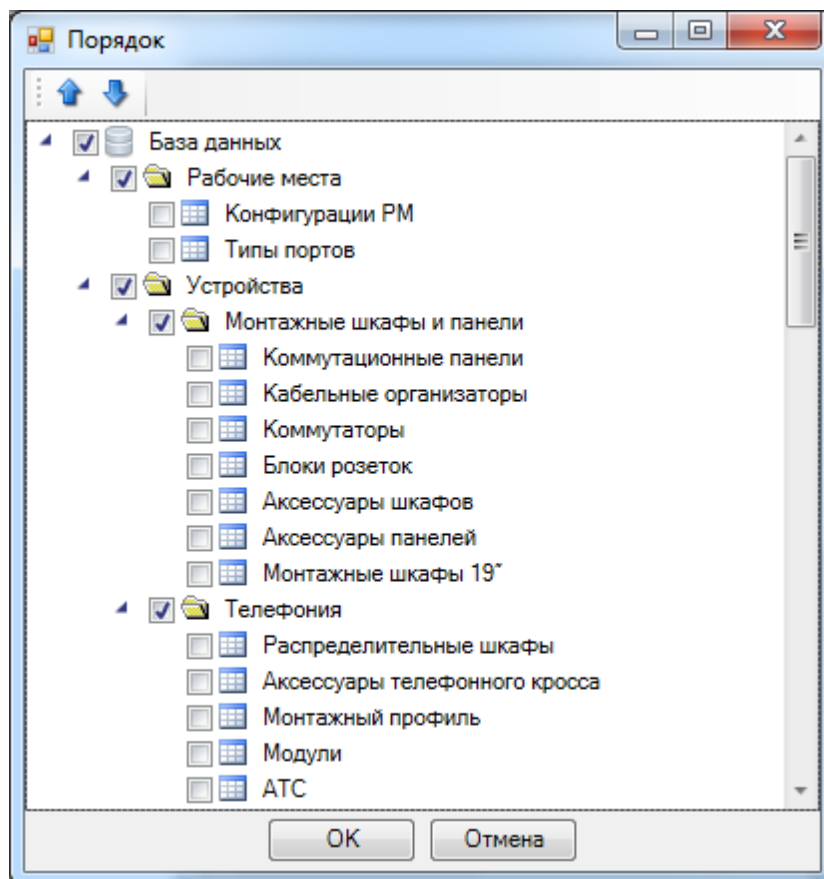 Порядок
База данных
Рабочие места
Конфигурации РМ
Типы портов
Устройства
Монтажные шкафы и панели
Коммутационные панели
Кабельные организаторы
Коммутаторы
Блоки розеток
Аксессуары шкафов
Аксессуары панелей
Монтажные шкафы 19"
Телефония
Распределительные шкафы
Аксессуары телефонного кросса
Монтажный профиль
Модули
АТС
OK Отмена